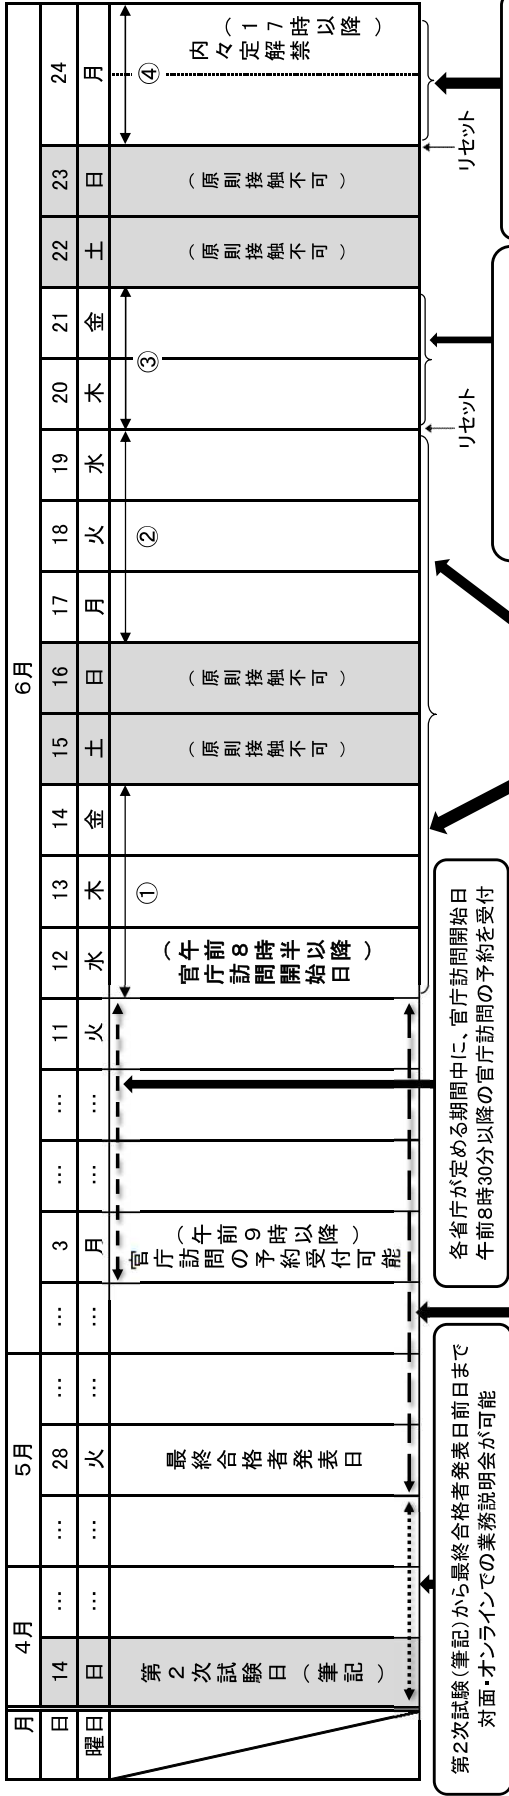 月
4月
5月
6月
日
14
…
…
28
…
…
3
…
…
11
12
13
14
15
16
17
18
19
20
21
22
23
24
曜日
日
…
…
火
…
…
月
…
…
火
水
木
金
土
日
月
火
水
木
金
土
日
月
第2次試験日(筆記)
最終合格者発表日
(午前9時以降)
官庁訪問の予約受付可能
(午前8時半以降)
官庁訪問開始日
①
(原則接触不可)
(原則接触不可)
②
③
(原則接触不可)
(原則接触不可)
④
(17時以降)
内々定解禁
リセット
リセット
第2次試験(筆記)から最終合格者発表日前日まで
対面・オンラインでの業務説明会が可能
各省庁が定める期間中に、官庁訪問開始日
午前8時30分以降の官庁訪問の予約を受付